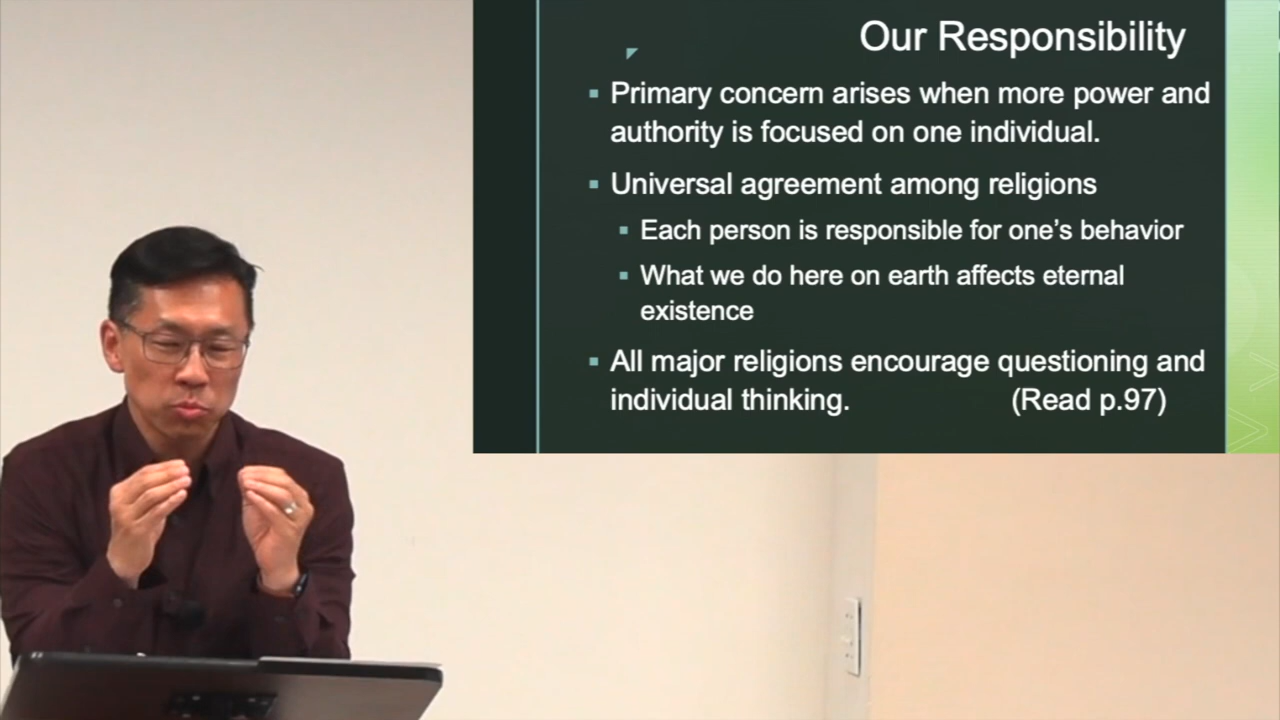 Our Responsibility
Primary concern arises when more power and
authority is focused on one individual.
Universal agreement among religions
Each person is responsible for one's behavior
What we do here on earth affects eternal
existence
All major religions encourage questioning and
individual thinking. (Read p.97)